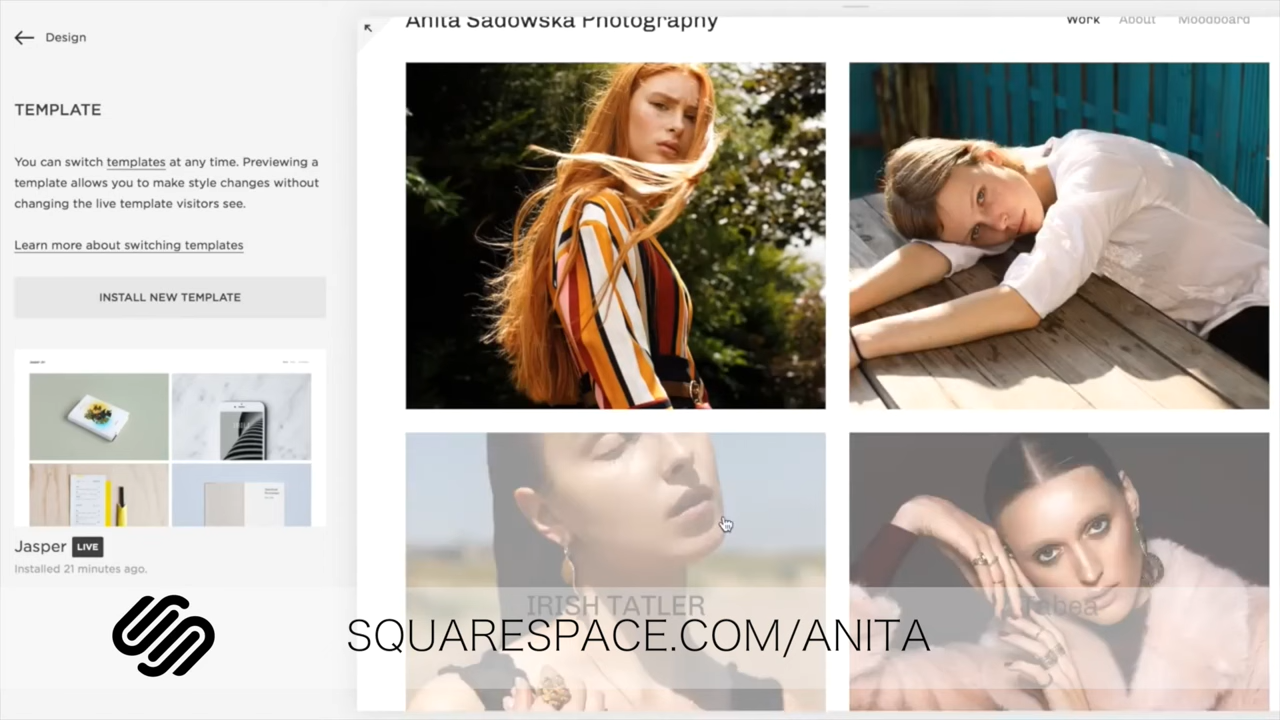 Design
TEMPLATE
You can switch templates at any time. Previewing a
template allows you to make style changes without
changing the live template visitors see.
Learn more about switching templates
INSTALL NEW TEMPLATE
Jasper LIVE
Installed 21 minutes ago.
Anita Sadowska Photography
Work About Moodboard
IRISH TATLER
Tabea
SQUARESPACE.COM/ANITA